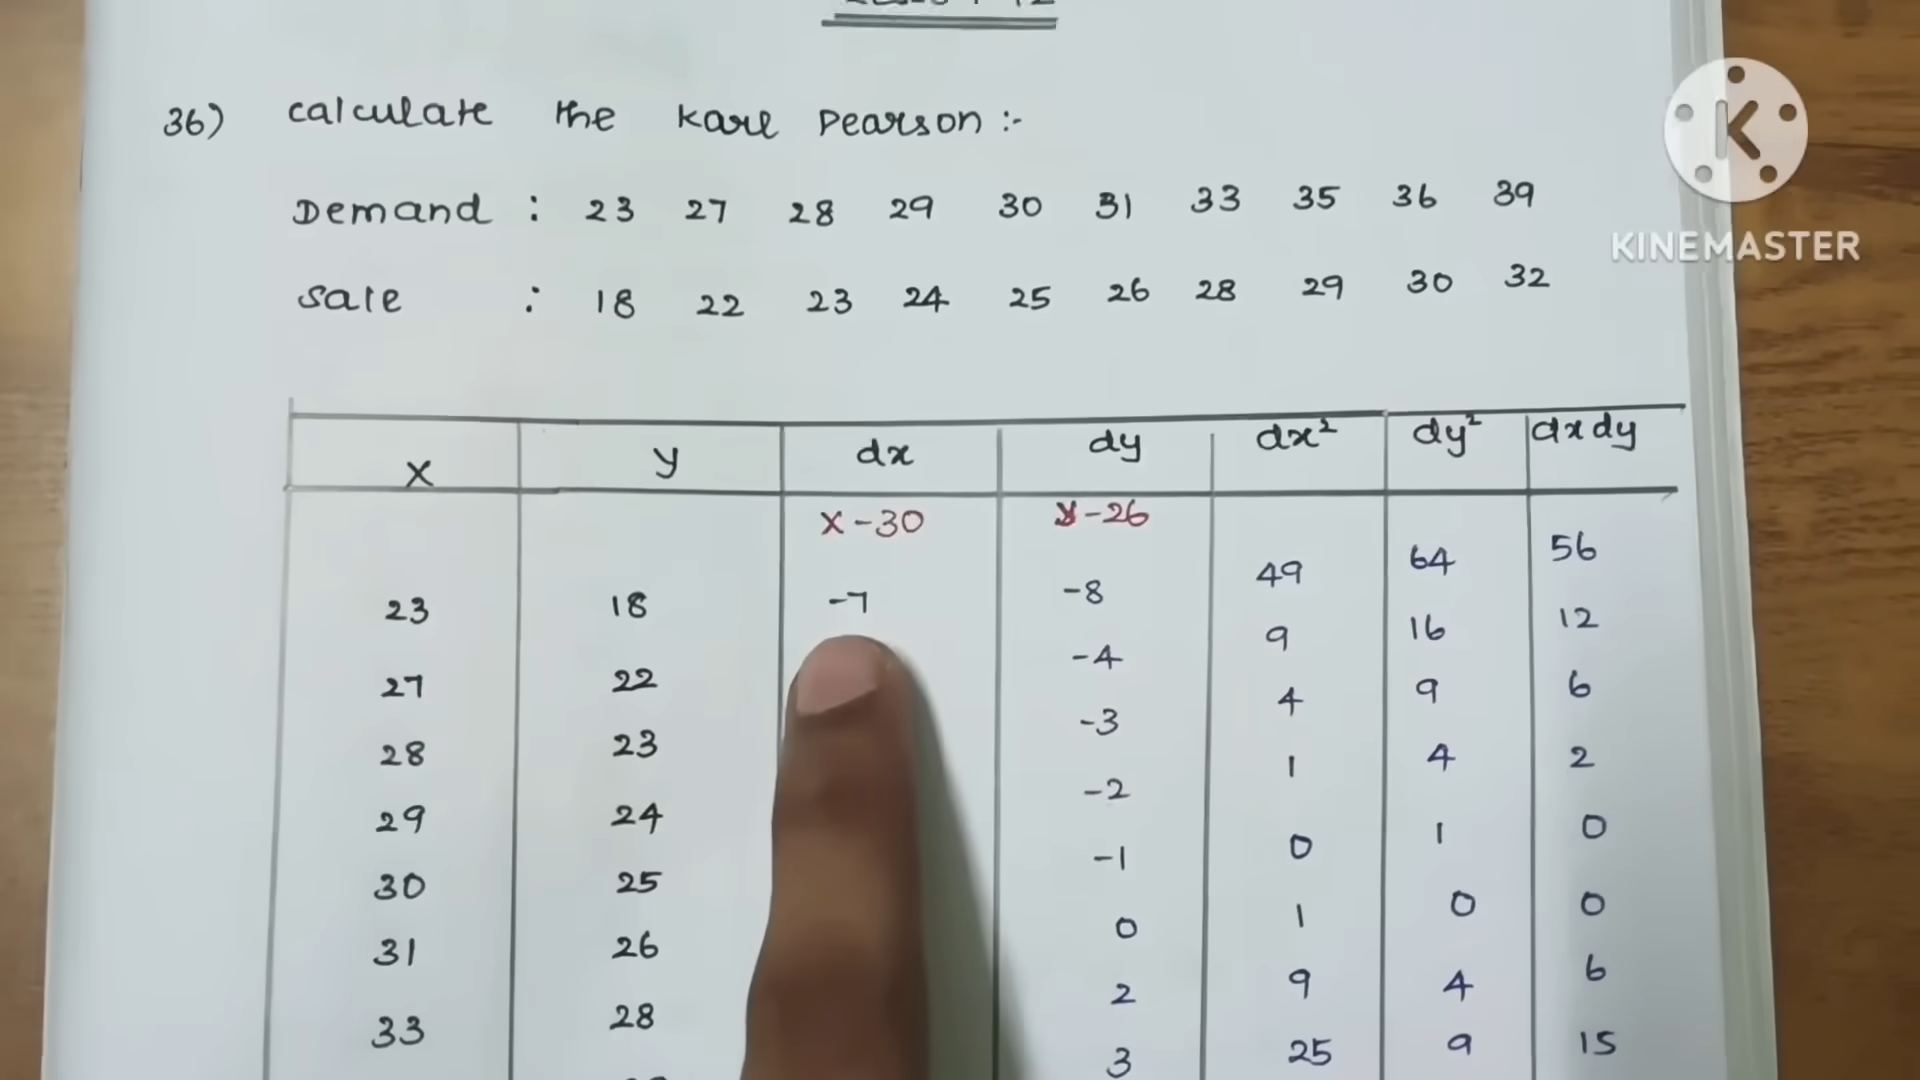 36) calculate the Karl Pearson :-
Demand : 23 27 28 29 30 31 33 35 36 39
Sale : 18 22 23 24 25 26 28 29 30 32
X y dx dy dx² dy² dxdy
X-30 y-26
23 18 -7 -8 49 64 56
27 22 -4 9 16 12
28 23 -3 4 9 6
29 24 -2 1 4 2
30 25 -1 0 1 0
31 26 0 1 0 0
33 28 2 9 4 6
3 25 9 15
K
KINEMASTER